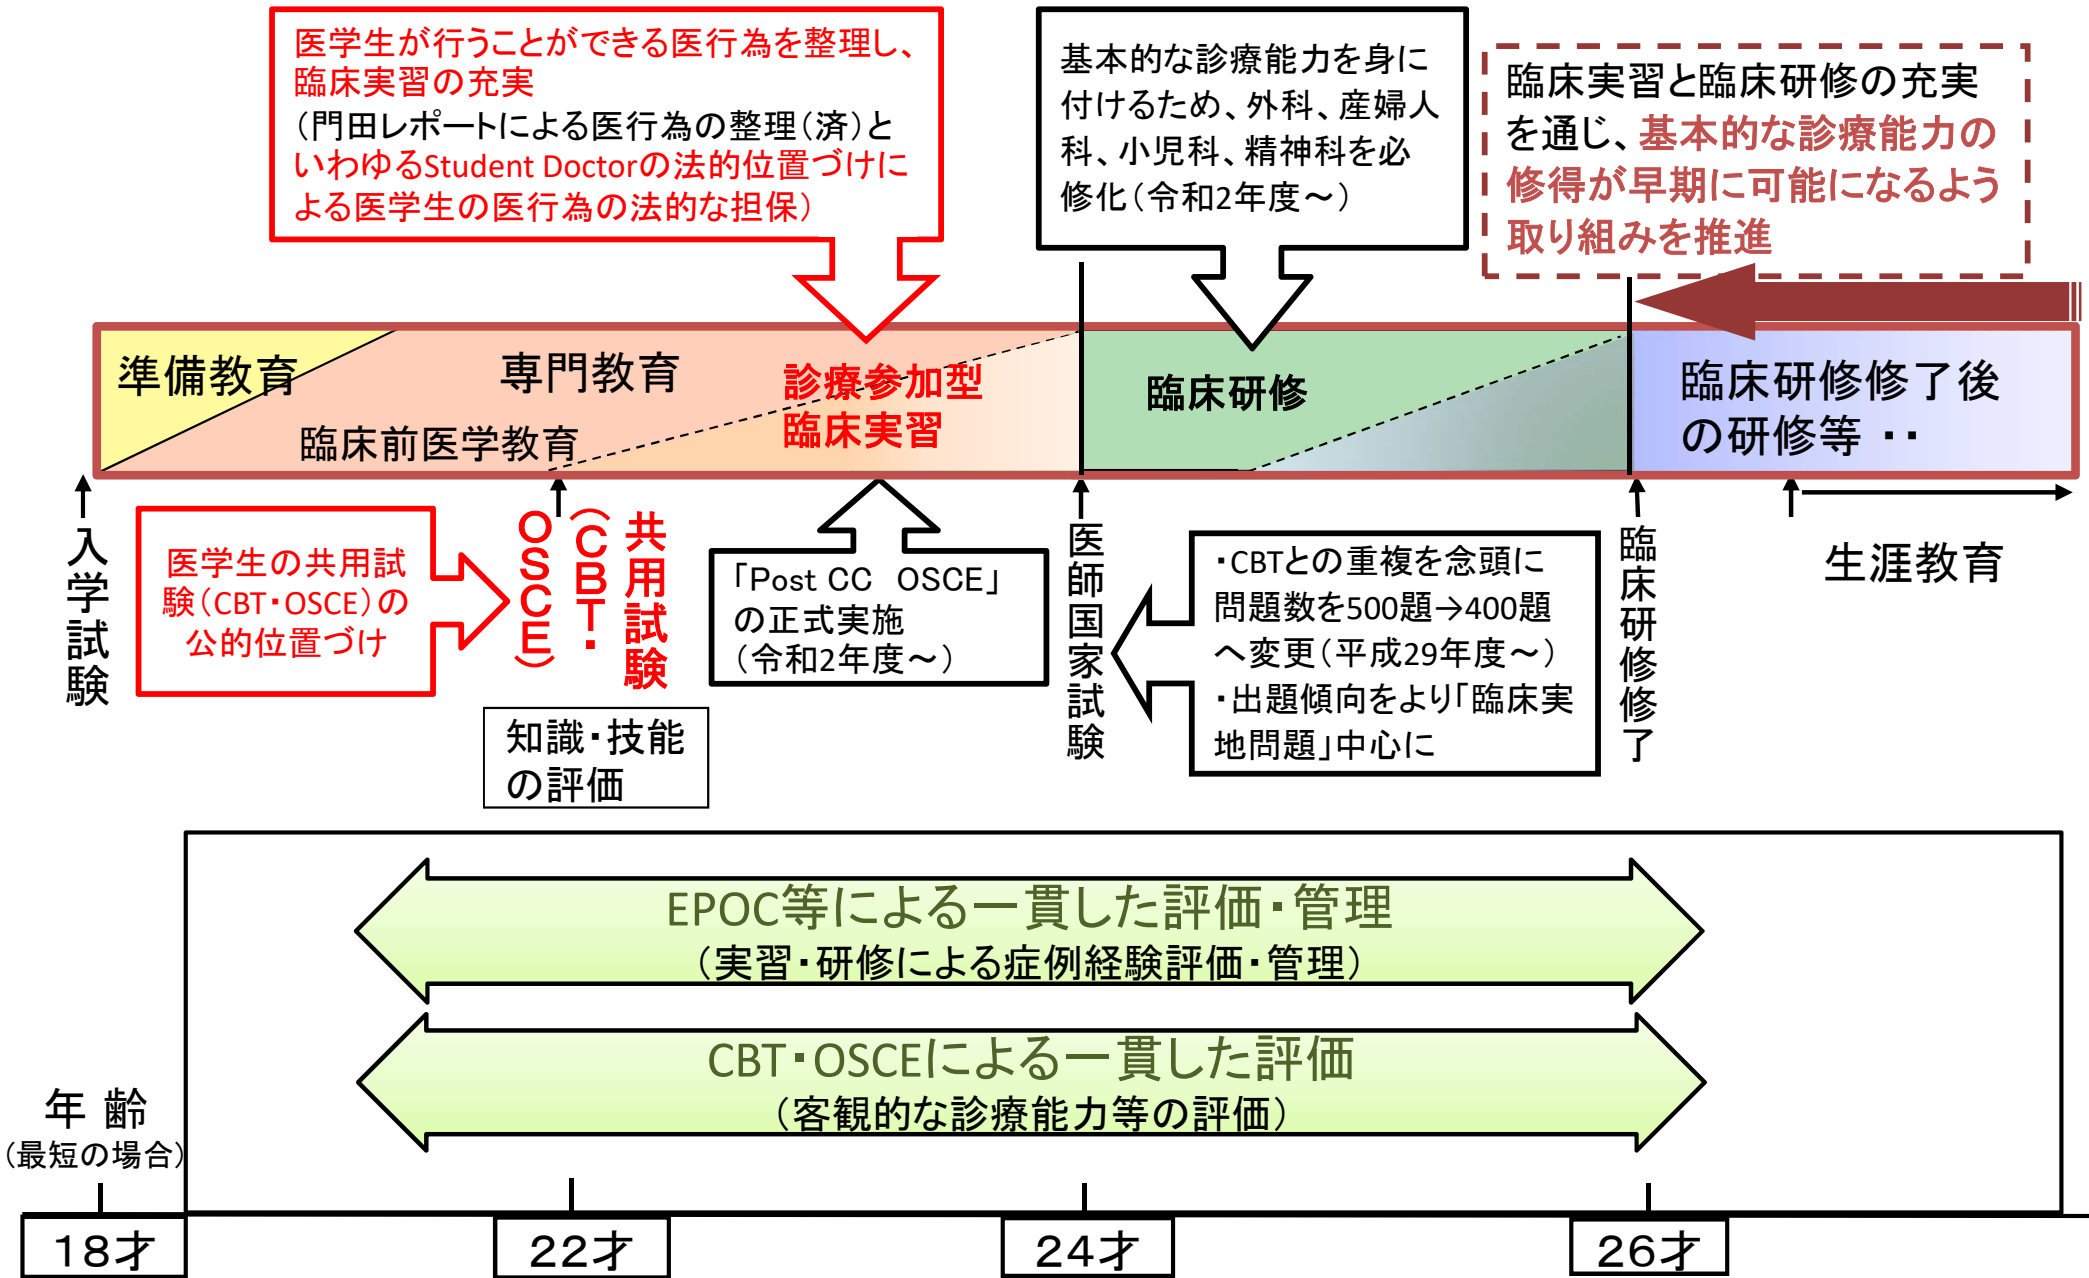 医学生が行うことができる医行為を整理し、
臨床実習の充実
（門田レポートによる医行為の整理（済）と
いわゆるStudent Doctorの法的位置づけに
よる医学生の医行為の法的な担保）
基本的な診療能力を身に
付けるため、外科、産婦人
科、小児科、精神科を必
修化（令和2年度～）
臨床実習と臨床研修の充実
を通じ、基本的な診療能力の
修得が早期に可能になるよう
取り組みを推進
準備教育
専門教育
臨床前医学教育
診療参加型
臨床実習
臨床研修
臨床研修修了後
の研修等 ・・
入学試験
医学生の共用試
験（CBT・OSCE）の
公的位置づけ
共用試験
（CBT・
OSCE）
知識・技能
の評価
「Post CC　OSCE」
の正式実施
（令和2年度～）
医師国家試験
・CBTとの重複を念頭に
問題数を500題→400題
へ変更（平成29年度～）
・出題傾向をより「臨床実
地問題」中心に
臨床研修修了
生涯教育
EPOC等による一貫した評価・管理
（実習・研修による症例経験評価・管理）
CBT・OSCEによる一貫した評価
（客観的な診療能力等の評価）
年 齢
（最短の場合）
18才
22才
24才
26才